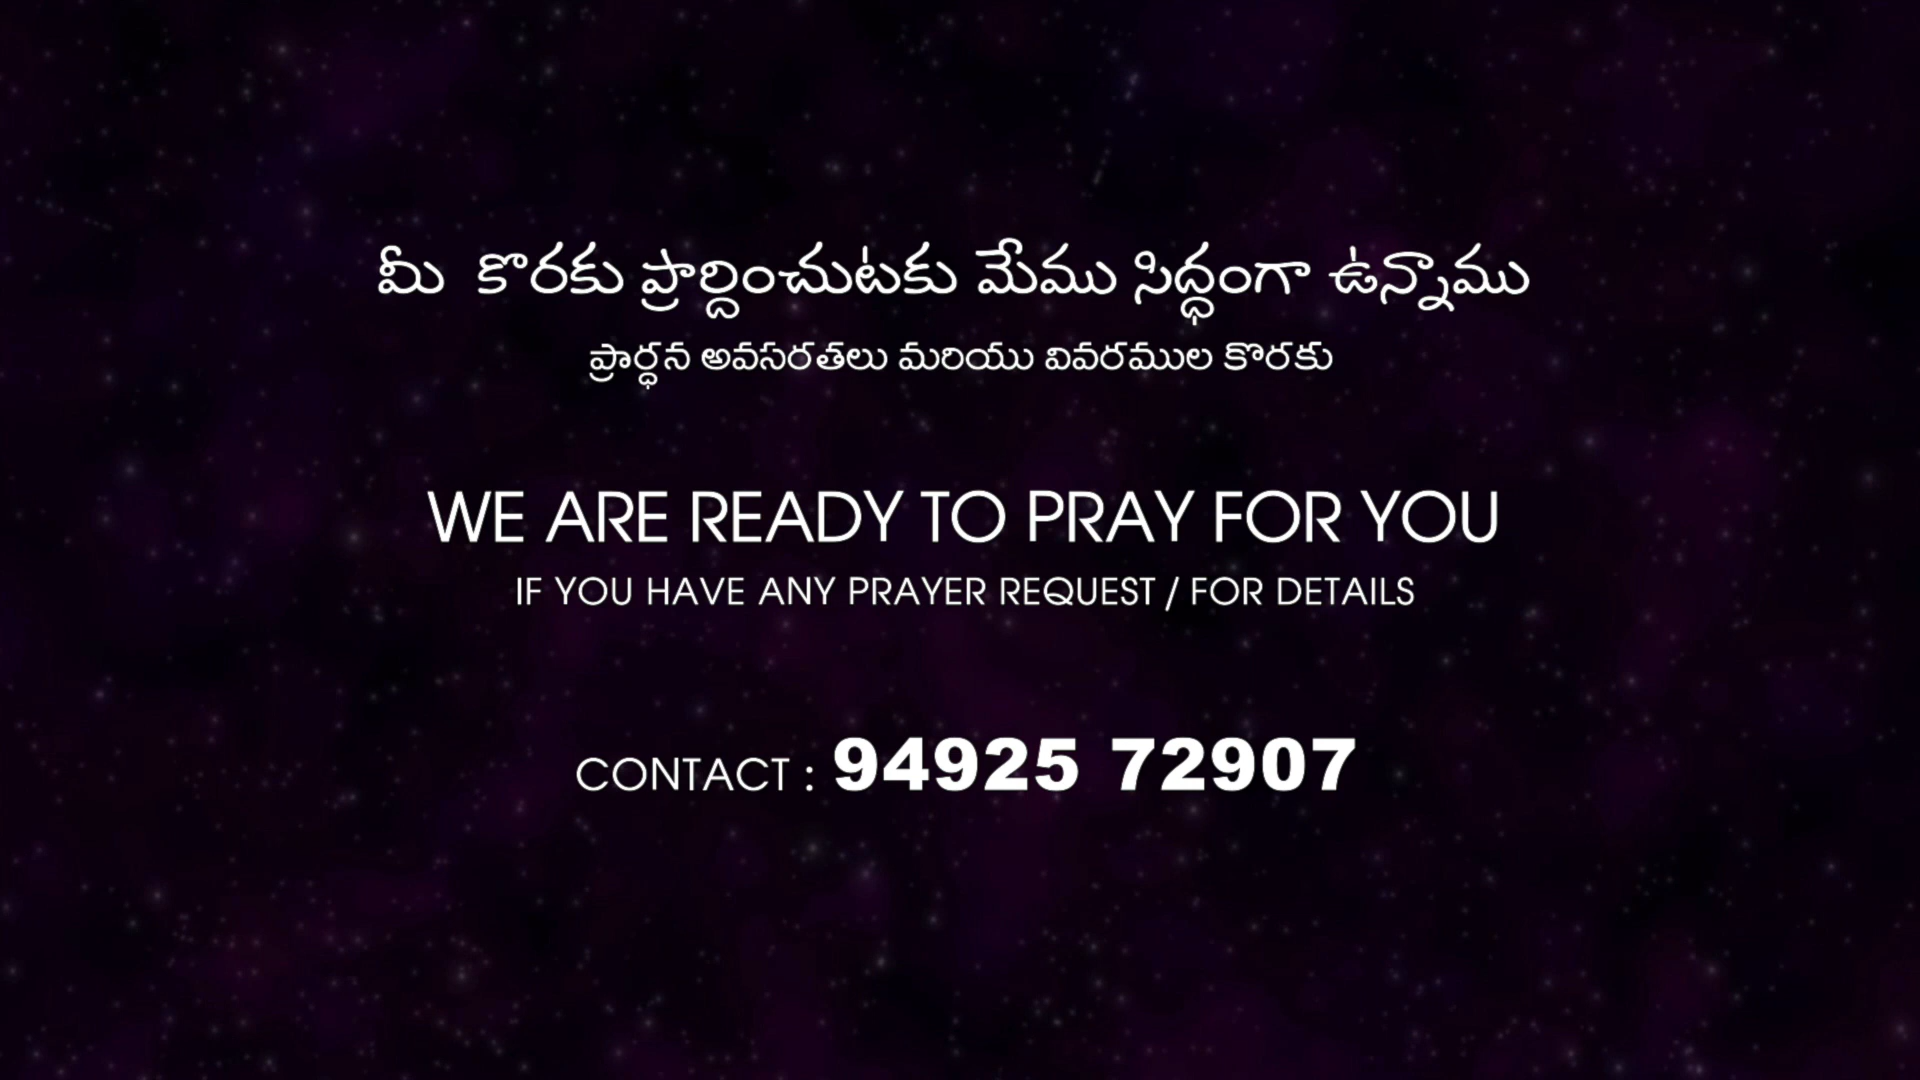 మీ కొరకు ప్రార్దించుటకు మేము సిద్ధంగా ఉన్నాము
ప్రార్ధన అవసరతలు మరియు వివరముల కొరకు
WE ARE READY TO PRAY FOR YOU
IF YOU HAVE ANY PRAYER REQUEST / FOR DETAILS
CONTACT : 94925 72907